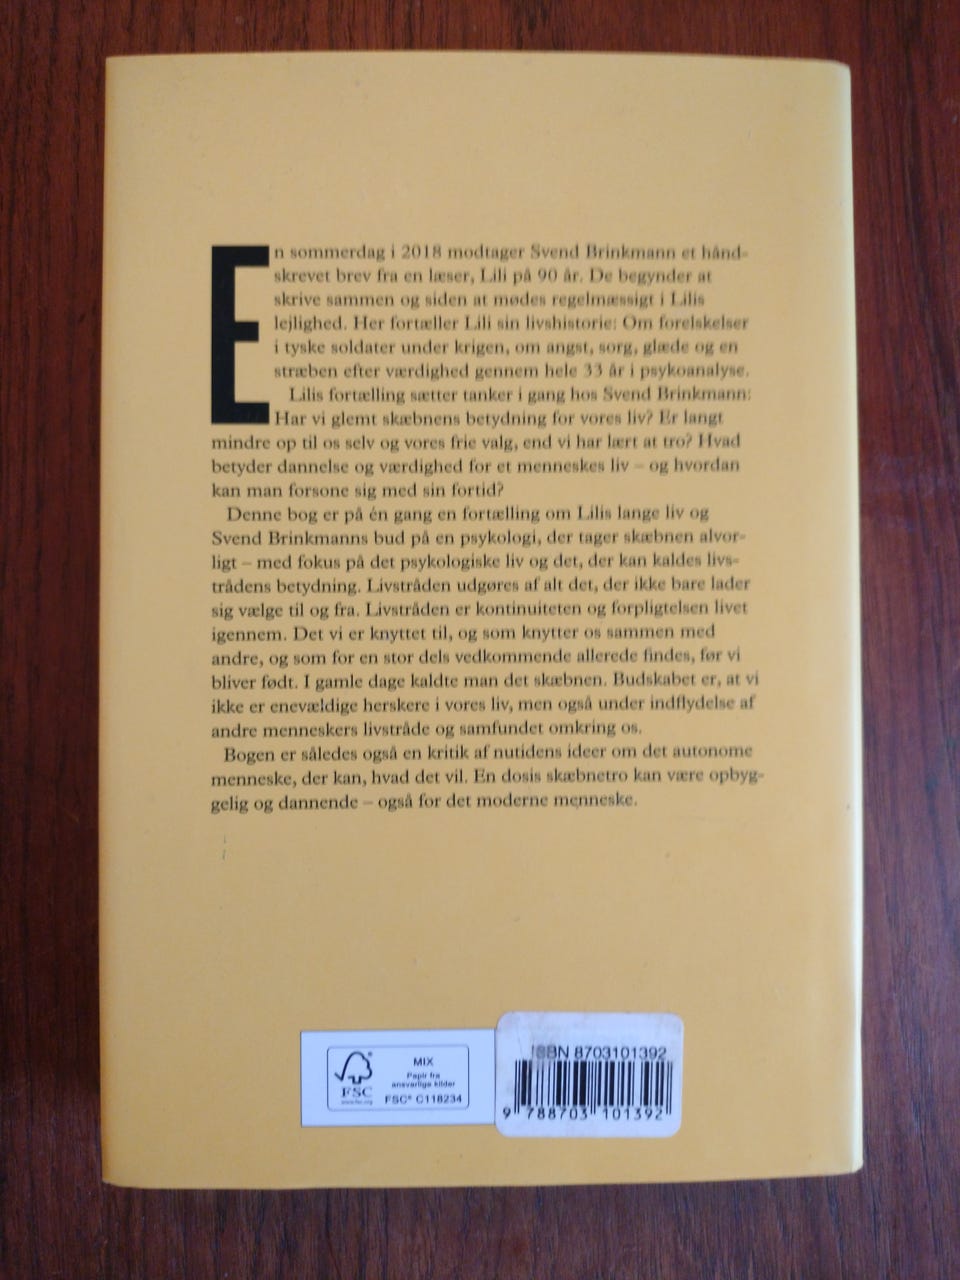 En sommerdag i 2018 modtager Svend Brinkmann et hånd-
skrevet brev fra en læser, Lili på 90 år. De begynder at
skrive sammen og siden at mødes regelmæssigt i Lilis
lejlighed. Her fortæller Lili sin livshistorie: Om forelskelser
i tyske soldater under krigen, om angst, sorg, glæde og en
stræben efter værdighed gennem hele 33 år i psykoanalyse.
Lilis fortælling sætter tanker i gang hos Svend Brinkmann:
Har vi glemt skæbnens betydning for vores liv? Er langt
mindre op til os selv og vores frie valg, end vi har lært at tro? Hvad
betyder dannelse og værdighed for et menneskes liv – og hvordan
kan man forsone sig med sin fortid?
Denne bog er på én gang en fortælling om Lilis lange liv og
Svend Brinkmanns bud på en psykologi, der tager skæbnen alvor-
ligt – med fokus på det psykologiske liv og det, der kan kaldes livs-
trådens betydning. Livstråden udgøres af alt det, der ikke bare lader
sig vælge til og fra. Livstråden er kontinuiteten og forpligtelsen livet
igennem. Det vi er knyttet til, og som knytter os sammen med
andre, og som for en stor dels vedkommende allerede findes, før vi
bliver født. I gamle dage kaldte man det skæbnen. Budskabet er, at vi
ikke er enevældige herskere i vores liv, men også under indflydelse af
andre menneskers livstråde og samfundet omkring os.
Bogen er således også en kritik af nutidens ideer om det autonome
menneske, der kan, hvad det vil. En dosis skæbnetro kan være opbyg-
gelig og dannende – også for det moderne menneske.
FSC
www.fsc.org
MIX
Papir fra
ansvarlige kilder
FSC® C118234
ISBN 8703101392
9 788703 101392